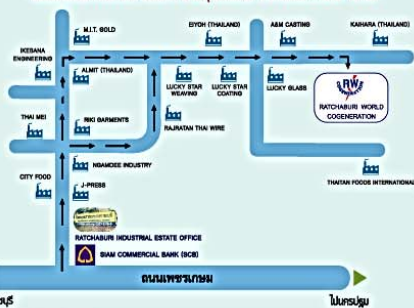 M.I.T. GOLD
EIYOH (THAILAND)
A&M CASTING
KAIHARA (THAILAND)
IKEBANA
ENGINEERING
ALMIT (THAILAND)
LUCKY STAR
WEAVING
LUCKY STAR
COATING
LUCKY GLASS
RWC
RATCHABURI WORLD
COGENERATION
THAI MEI
RIKI GARMENTS
RAJRATAN THAI WIRE
NGAMDEE INDUSTRY
CITY FOOD
J-PRESS
THAITAN FOODS INTERNATIONAL
RATCHABURI INDUSTRIAL ESTATE OFFICE
SIAM COMMERCIAL BANK (SCB)
ถนนเพชรเกษม
ไปนครปฐม